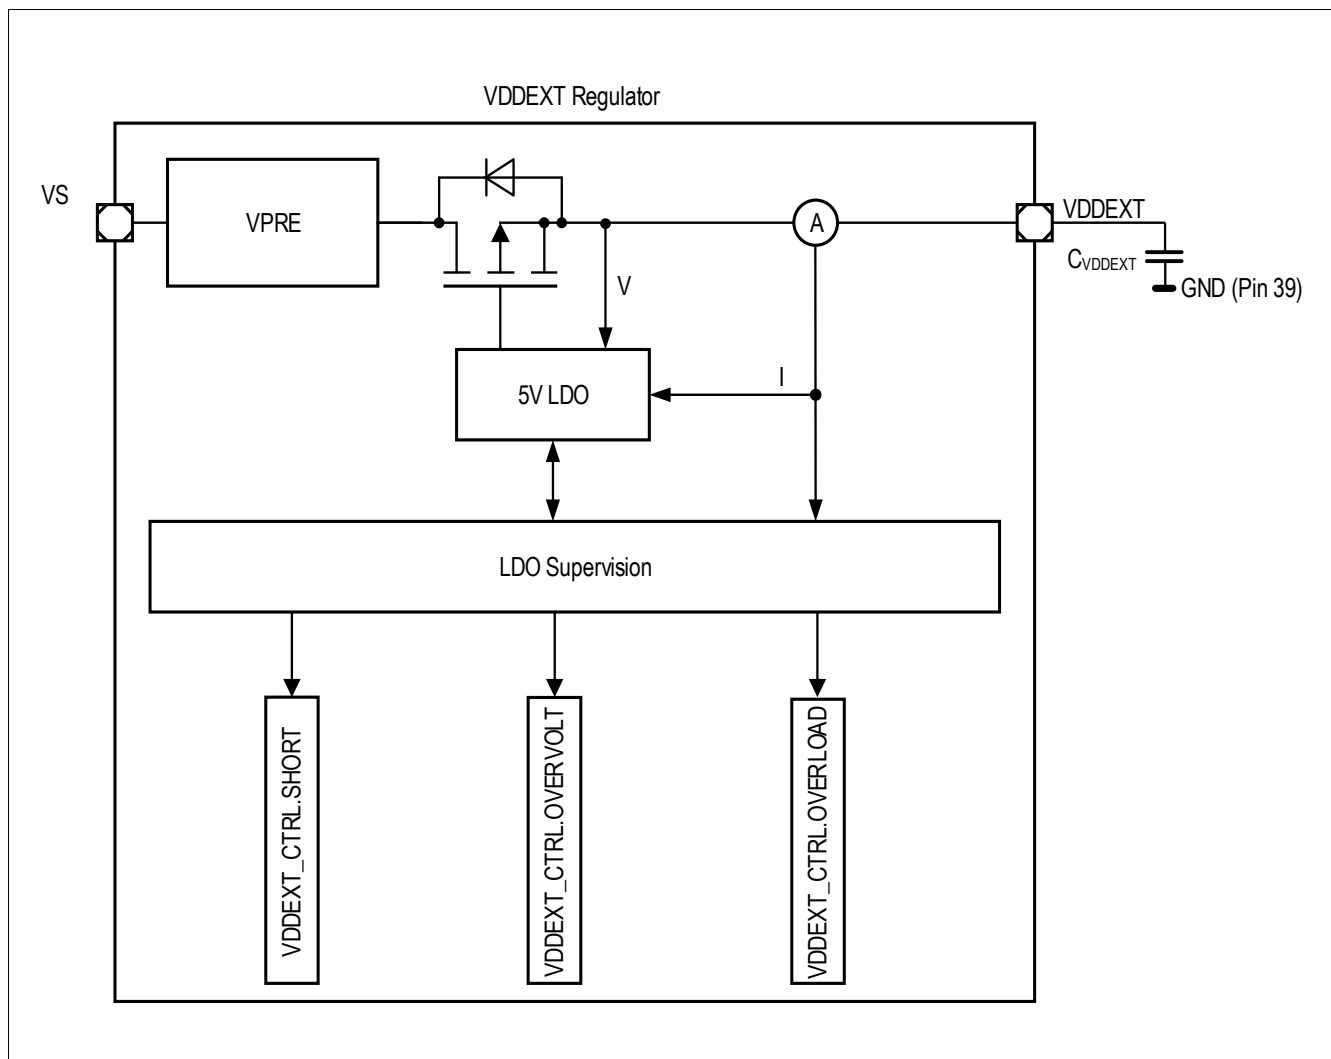 VDDEXT Regulator
VS
VPRE
VDDEXT
A
CVDDEXT
GND (Pin 39)
V
5V LDO
I
LDO Supervision
VDDEXT_CTRL.SHORT
VDDEXT_CTRL.OVERVOLT
VDDEXT_CTRL.OVERLOAD